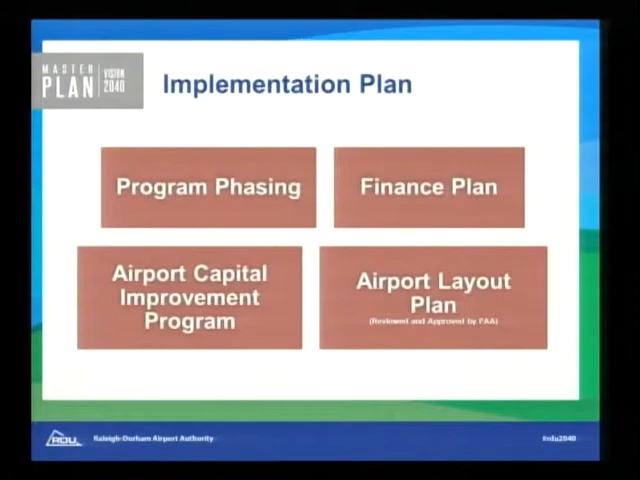 MASTER
PLAN
VISION
2040
Implementation Plan
Program Phasing
Finance Plan
Airport Capital
Improvement
Program
Airport Layout
Plan
(Reviewed and Approved by FAA)
RDU
Raleigh-Durham Airport Authority
#rdu2040